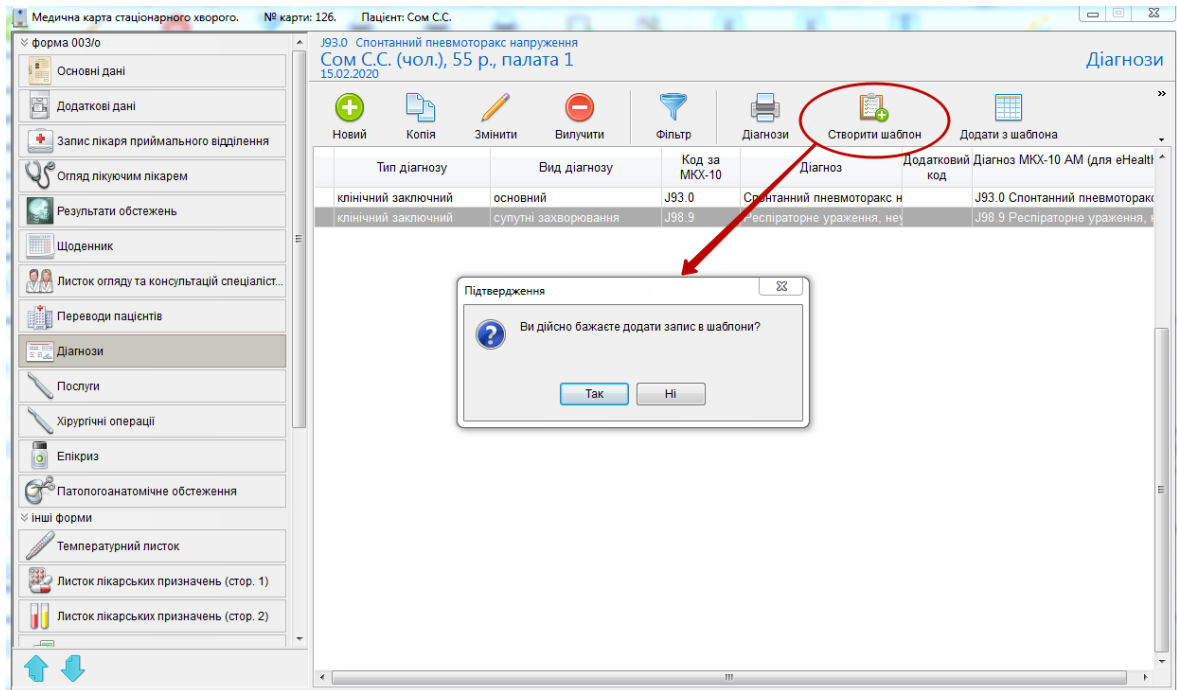 Медична карта стаціонарного хворого. № карти: 126. Пацієнт: Сом С.С.
форма 003/о
Основні дані
Додаткові дані
Запис лікаря приймального відділення
Огляд лікуючим лікарем
Результати обстежень
Щоденник
Листок огляду та консультацій спеціаліст...
Переводи пацієнтів
Діагнози
Послуги
Хірургічні операції
Епікриз
Патологоанатомічне обстеження
інші форми
Температурний листок
Листок лікарських призначень (стор. 1)
Листок лікарських призначень (стор. 2)
J93.0 Спонтанний пневмоторакс напруження
Сом С.С. (чол.), 55 р., палата 1
15.02.2020
Діагнози
Новий Копія Змінити Вилучити Фільтр Діагнози Створити шаблон Додати з шаблона
Тип діагнозу Вид діагнозу Код за МКХ-10 Діагноз Додатковий код Діагноз МКХ-10 АМ (для eHealth
клінічний заключний основний J93.0 Спонтанний пневмоторакс н J93.0 Спонтанний пневмоторакс
клінічний заключний супутні захворювання J98.9 Респіраторне ураження, неу J98.9 Респіраторне ураження, н
Підтвердження
Ви дійсно бажаєте додати запис в шаблони?
Так Ні